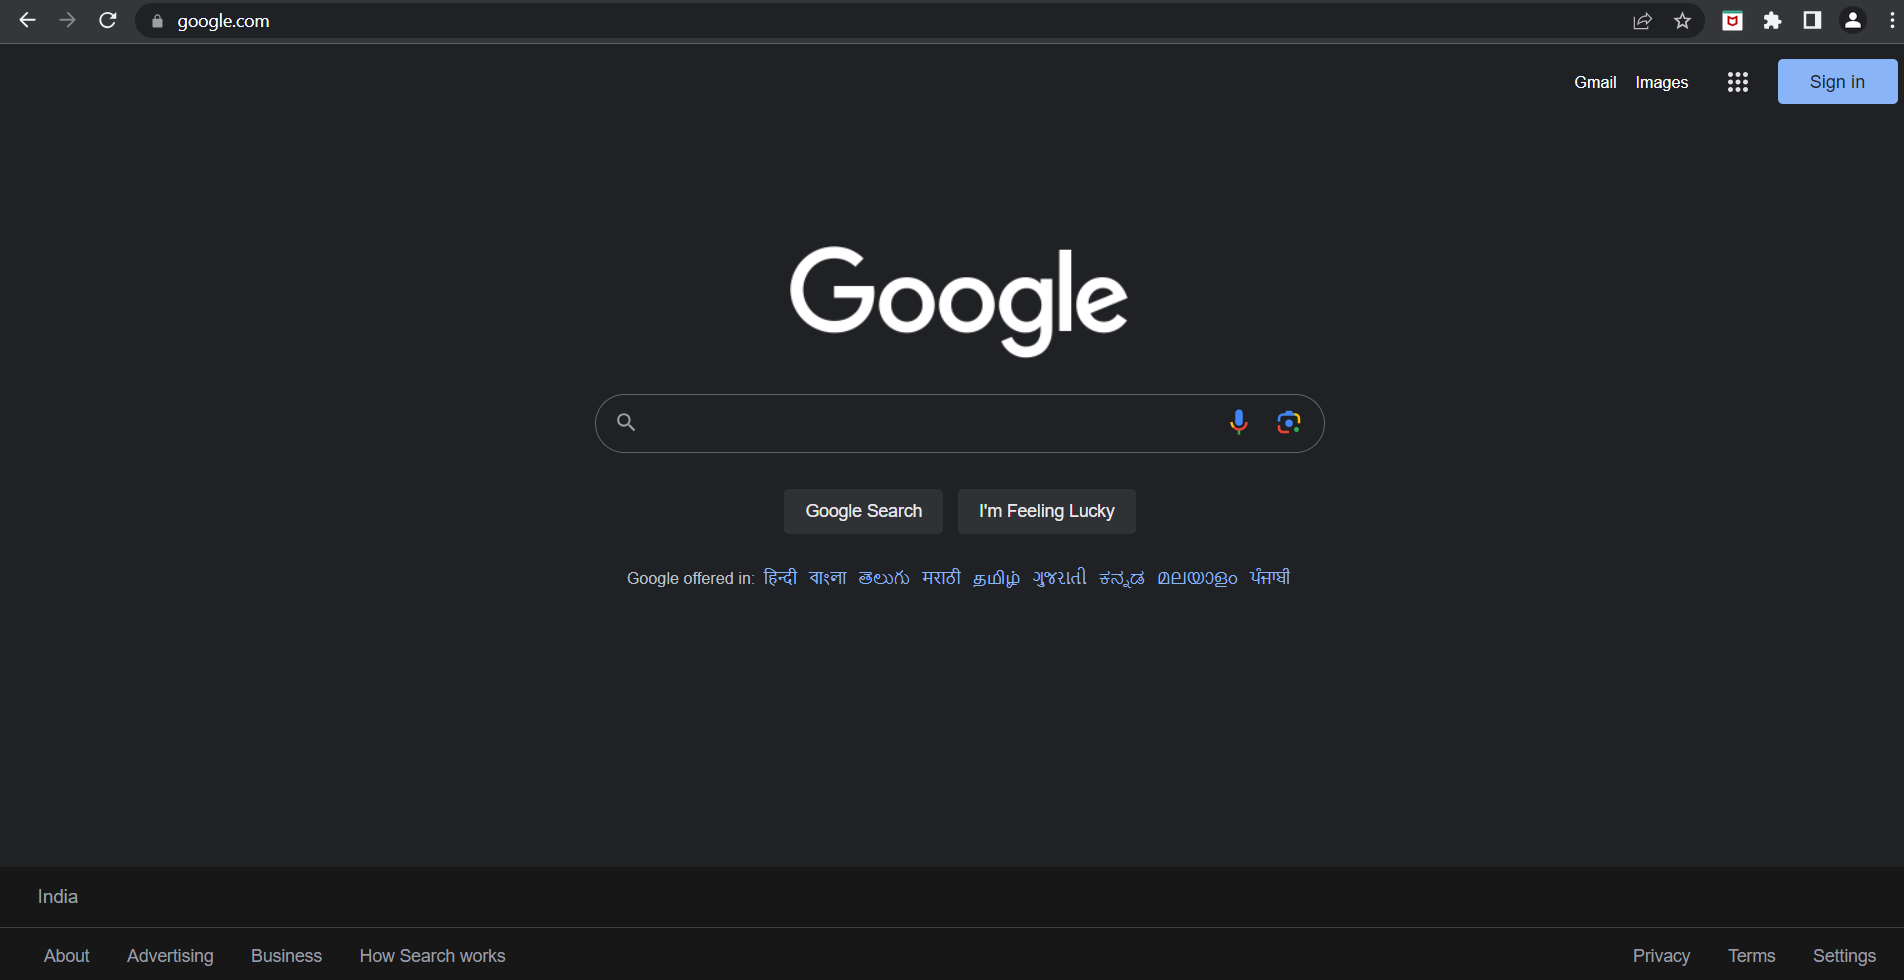 google.com
Gmail Images Sign in
Google
Google Search I'm Feeling Lucky
Google offered in: हिन्दी বাংলা తెలుగు मराठी தமிழ் ગુજરાતી ಕನ್ನಡ മലയാളം ਪੰਜਾਬੀ
India
About Advertising Business How Search works Privacy Terms Settings